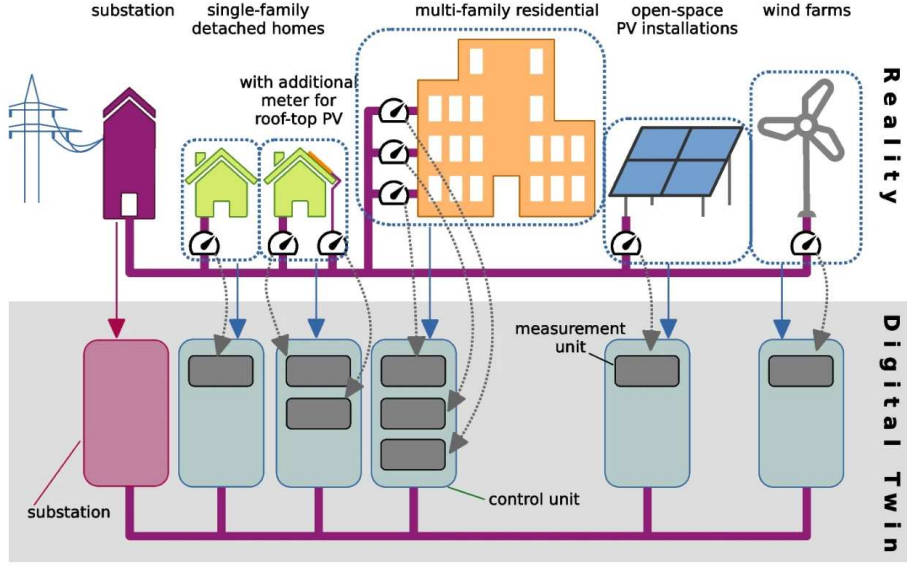 substation
single-family
detached homes
multi-family residential
open-space
PV installations
wind farms
with additional
meter for
roof-top PV
Reality
measurement
unit
substation
control unit
Digital Twin